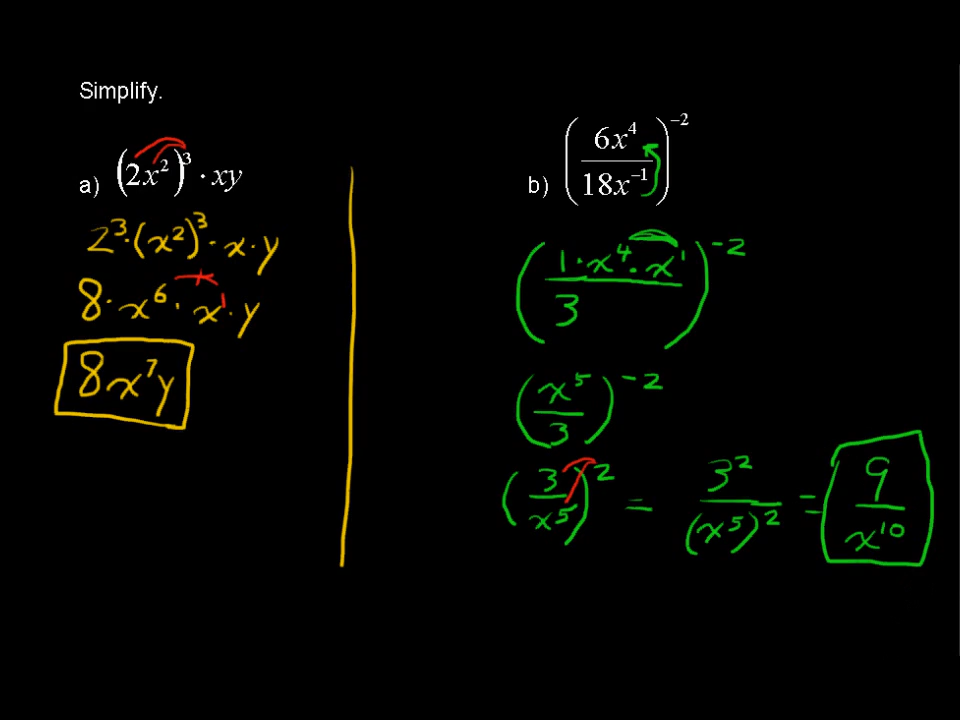 Simplify.
a) (2x²)³ · xy
2³·(x²)³·x·y
8·x⁶·x¹·y
8x⁷y
b) (6x⁴/18x⁻¹)⁻²
(1·x⁴·x¹/3)⁻²
(x⁵/3)⁻²
(3/x⁵)² = 3²/(x⁵)² = 9/x¹⁰